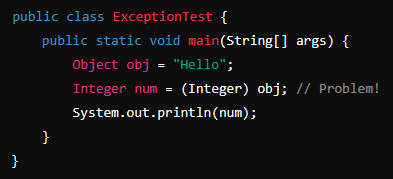 public class ExceptionTest {
    public static void main(String[] args) {
        Object obj = "Hello";
        Integer num = (Integer) obj; // Problem!
        System.out.println(num);
    }
}